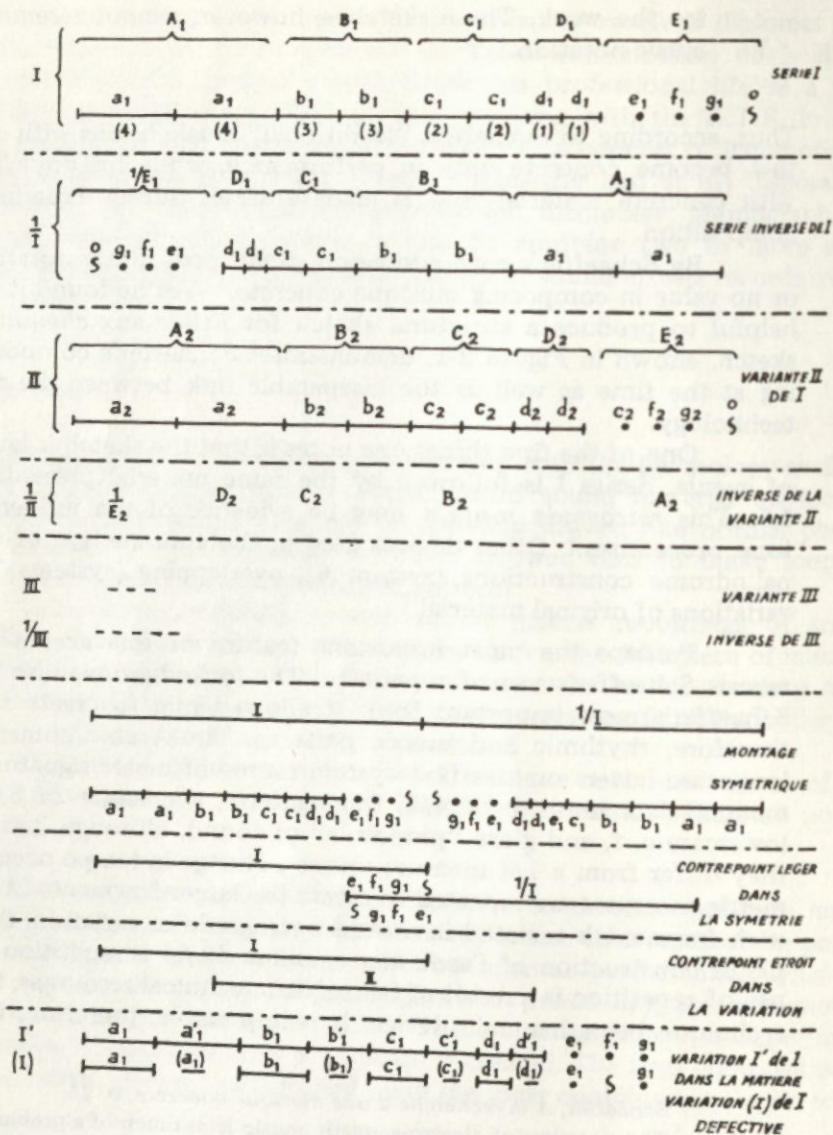 A₁ B₁ C₁ D₁ E₁
I SERIE I
a₁ a₁ b₁ b₁ c₁ c₁ d₁ d₁ e₁ f₁ g₁ o S
(4) (4) (3) (3) (2) (2) (1) (1)
1/E₁ D₁ C₁ B₁ A₁
1/I SERIE INVERSE DE I
o S g₁ f₁ e₁ d₁ d₁ c₁ c₁ b₁ b₁ a₁ a₁
A₂ B₂ C₂ D₂ E₂
II VARIANTE II
DE I
a₂ a₂ b₂ b₂ c₂ c₂ d₂ d₂ c₂ f₂ g₂ o S
1/II 1/E₂ D₂ C₂ B₂ A₂ INVERSE DE LA
VARIANTE II
III VARIANTE III
1/III INVERSE DE III
I 1/I
MONTAGE
SYMETRIQUE
a₁ a₁ b₁ b₁ c₁ c₁ d₁ d₁ e₁ f₁ g₁ S S g₁ f₁ e₁ d₁ d₁ c₁ c₁ b₁ b₁ a₁ a₁
I CONTREPOINT LEGER
e₁ f₁ g₁ S 1/I DANS
S g₁ f₁ e₁ LA SYMETRIE
I CONTREPOINT ETROIT
II DANS
LA VARIATION
I' a₁ a'₁ b₁ b'₁ c₁ c'₁ d₁ d'₁ e₁ f'₁ g₁ VARIATION I' de I
(I) a₁ (a₁) b₁ (b₁) c₁ (c₁) d₁ (d₁) e₁ S g₁ DANS LA MATIERE
VARIATION (I) de I
DEFECTIVE